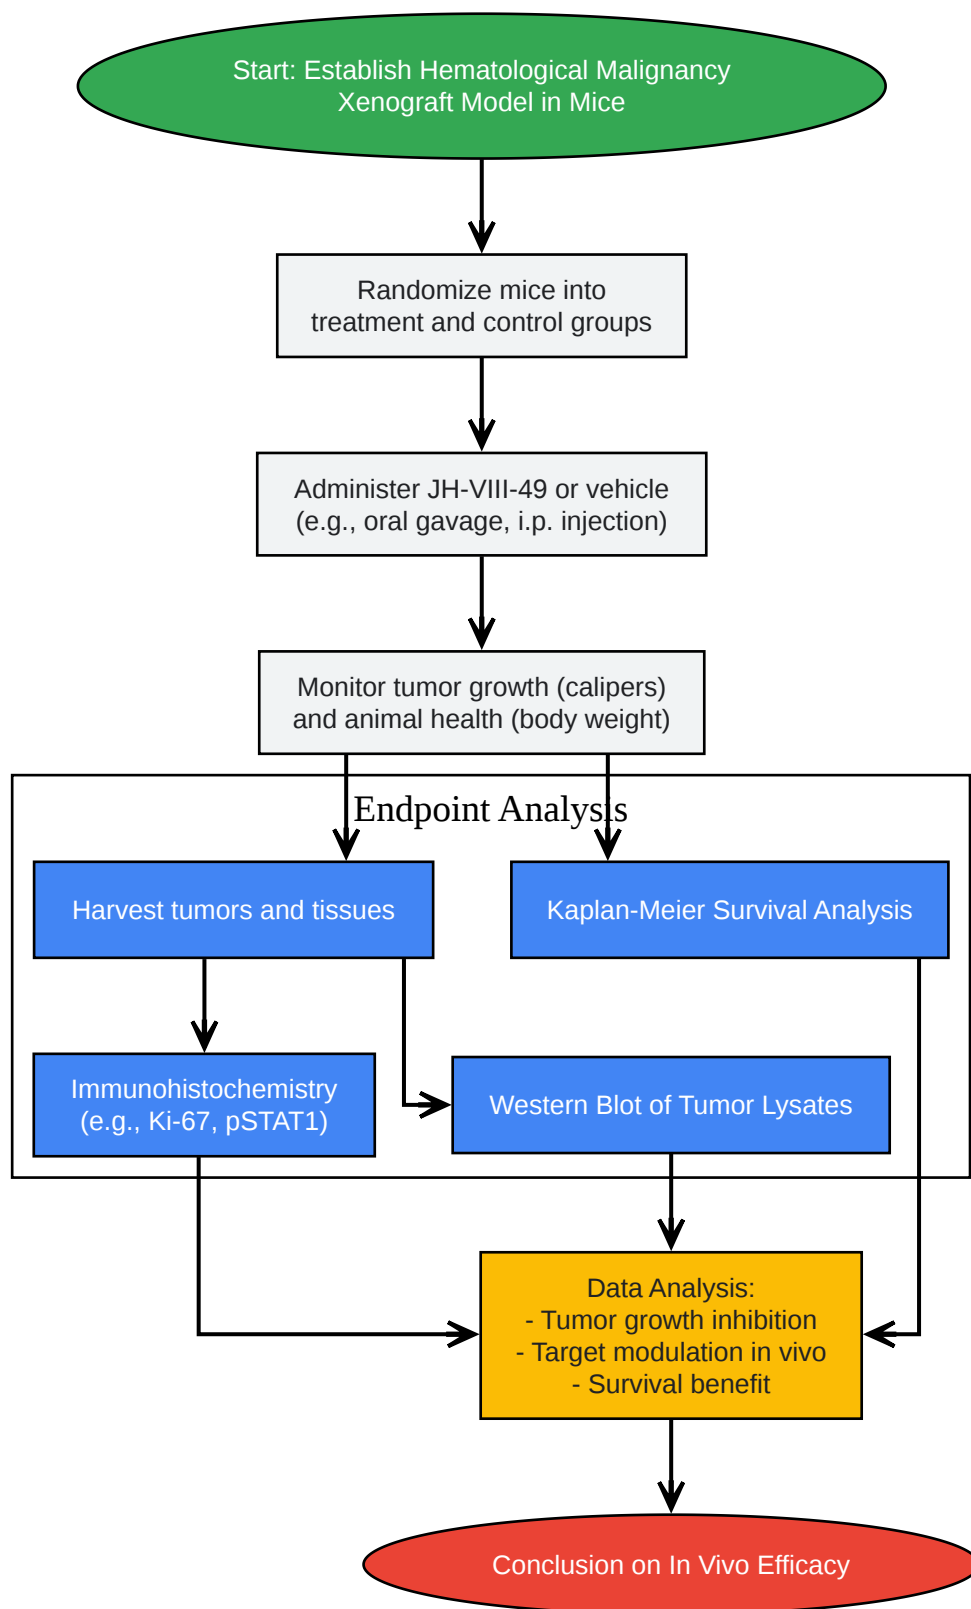 Start: Establish Hematological Malignancy
Xenograft Model in Mice
Randomize mice into
treatment and control groups
Administer JH-VIII-49 or vehicle
(e.g., oral gavage, i.p. injection)
Monitor tumor growth (calipers)
and animal health (body weight)
Endpoint Analysis
Harvest tumors and tissues
Kaplan-Meier Survival Analysis
Immunohistochemistry
(e.g., Ki-67, pSTAT1)
Western Blot of Tumor Lysates
Data Analysis:
- Tumor growth inhibition
- Target modulation in vivo
- Survival benefit
Conclusion on In Vivo Efficacy